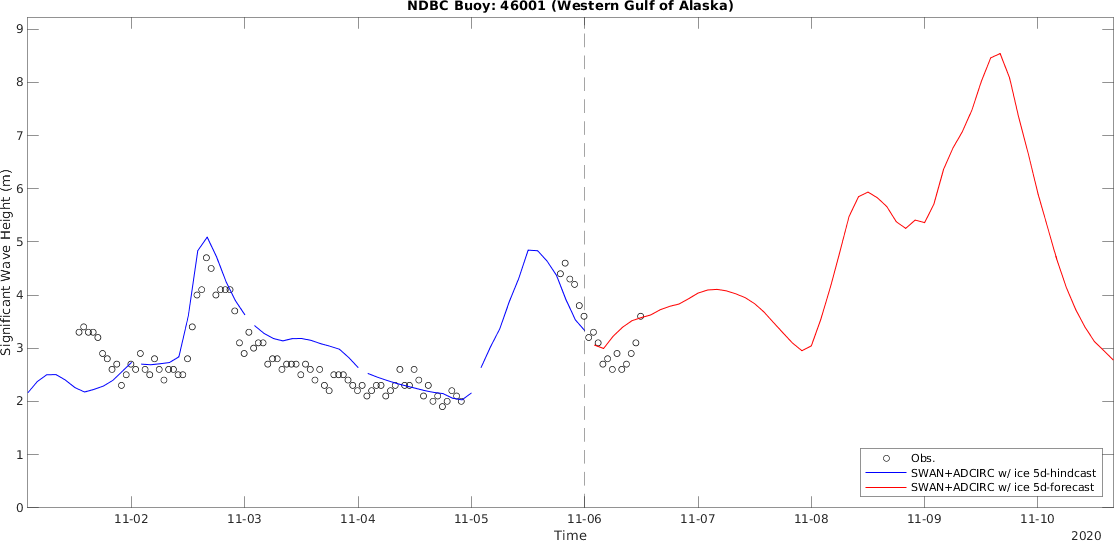 NDBC Buoy: 46001 (Western Gulf of Alaska)
Significant Wave Height (m)
9
8
7
6
5
4
3
2
1
0
Obs.
SWAN+ADCIRC w/ ice 5d-hindcast
SWAN+ADCIRC w/ ice 5d-forecast
11-02 11-03 11-04 11-05 11-06 11-07 11-08 11-09 11-10
Time
2020